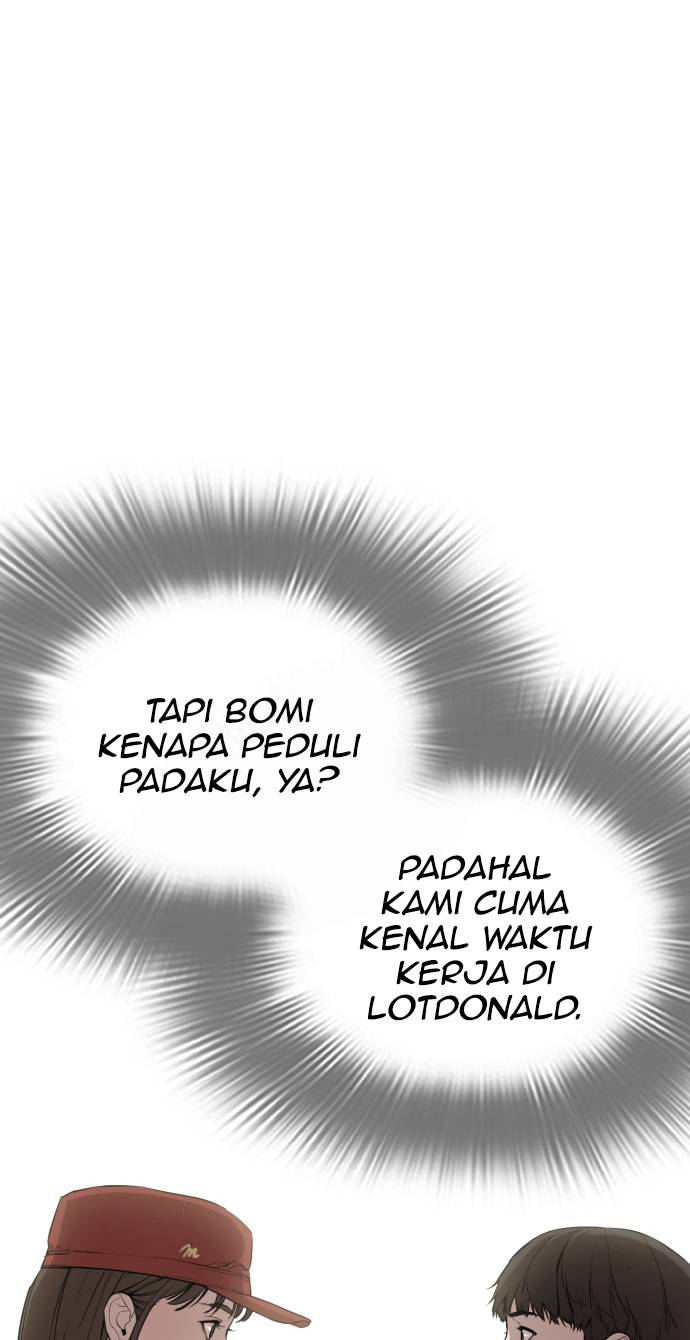 TAPI BOMI
KENAPA PEDULI
PADAKU, YA?
PADAHAL
KAMI CUMA
KENAL WAKTU
KERJA DI
LOTDONALD.
m